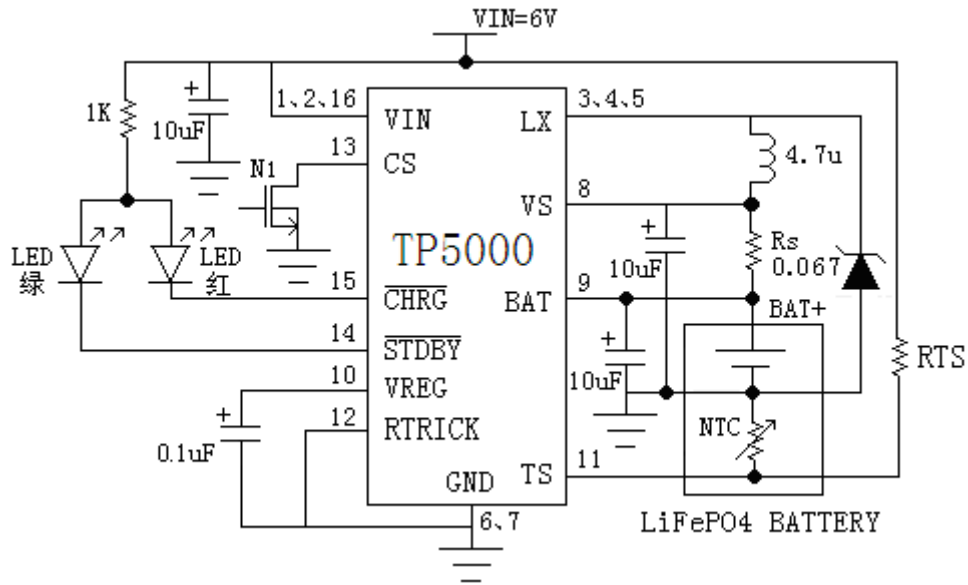 VIN=6V
1K
10uF
1、2、16
VIN
3、4、5
LX
4.7u
13
CS
N1
8
VS
TP5000
LED
绿
LED
红
10uF
Rs
0.067
15
CHRG
9
BAT
BAT+
14
STDBY
10uF
RTS
10
VREG
0.1uF
12
RTRICK
NTC
11
TS
GND
6、7
LiFePO4 BATTERY